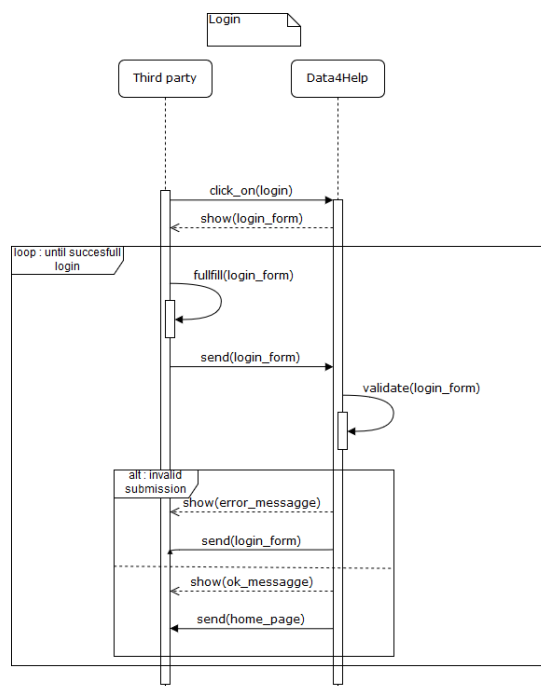 Login
Third party
Data4Help
click_on(login)
show(login_form)
loop : until succesfull
login
fullfill(login_form)
send(login_form)
validate(login_form)
alt : invalid
submission
show(error_messagge)
send(login_form)
show(ok_messagge)
send(home_page)